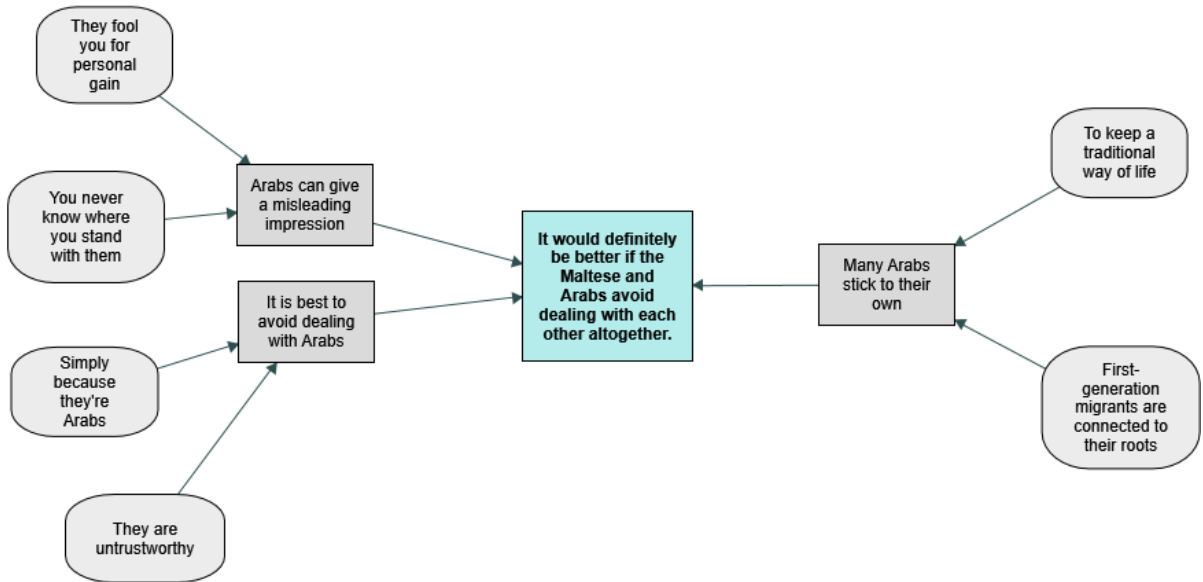 They fool
you for
personal
gain
You never
know where
you stand
with them
Simply
because
they're
Arabs
They are
untrustworthy
Arabs can give
a misleading
impression
It is best to
avoid dealing
with Arabs
It would definitely
be better if the
Maltese and
Arabs avoid
dealing with each
other altogether.
Many Arabs
stick to their
own
To keep a
traditional
way of life
First-
generation
migrants are
connected to
their roots